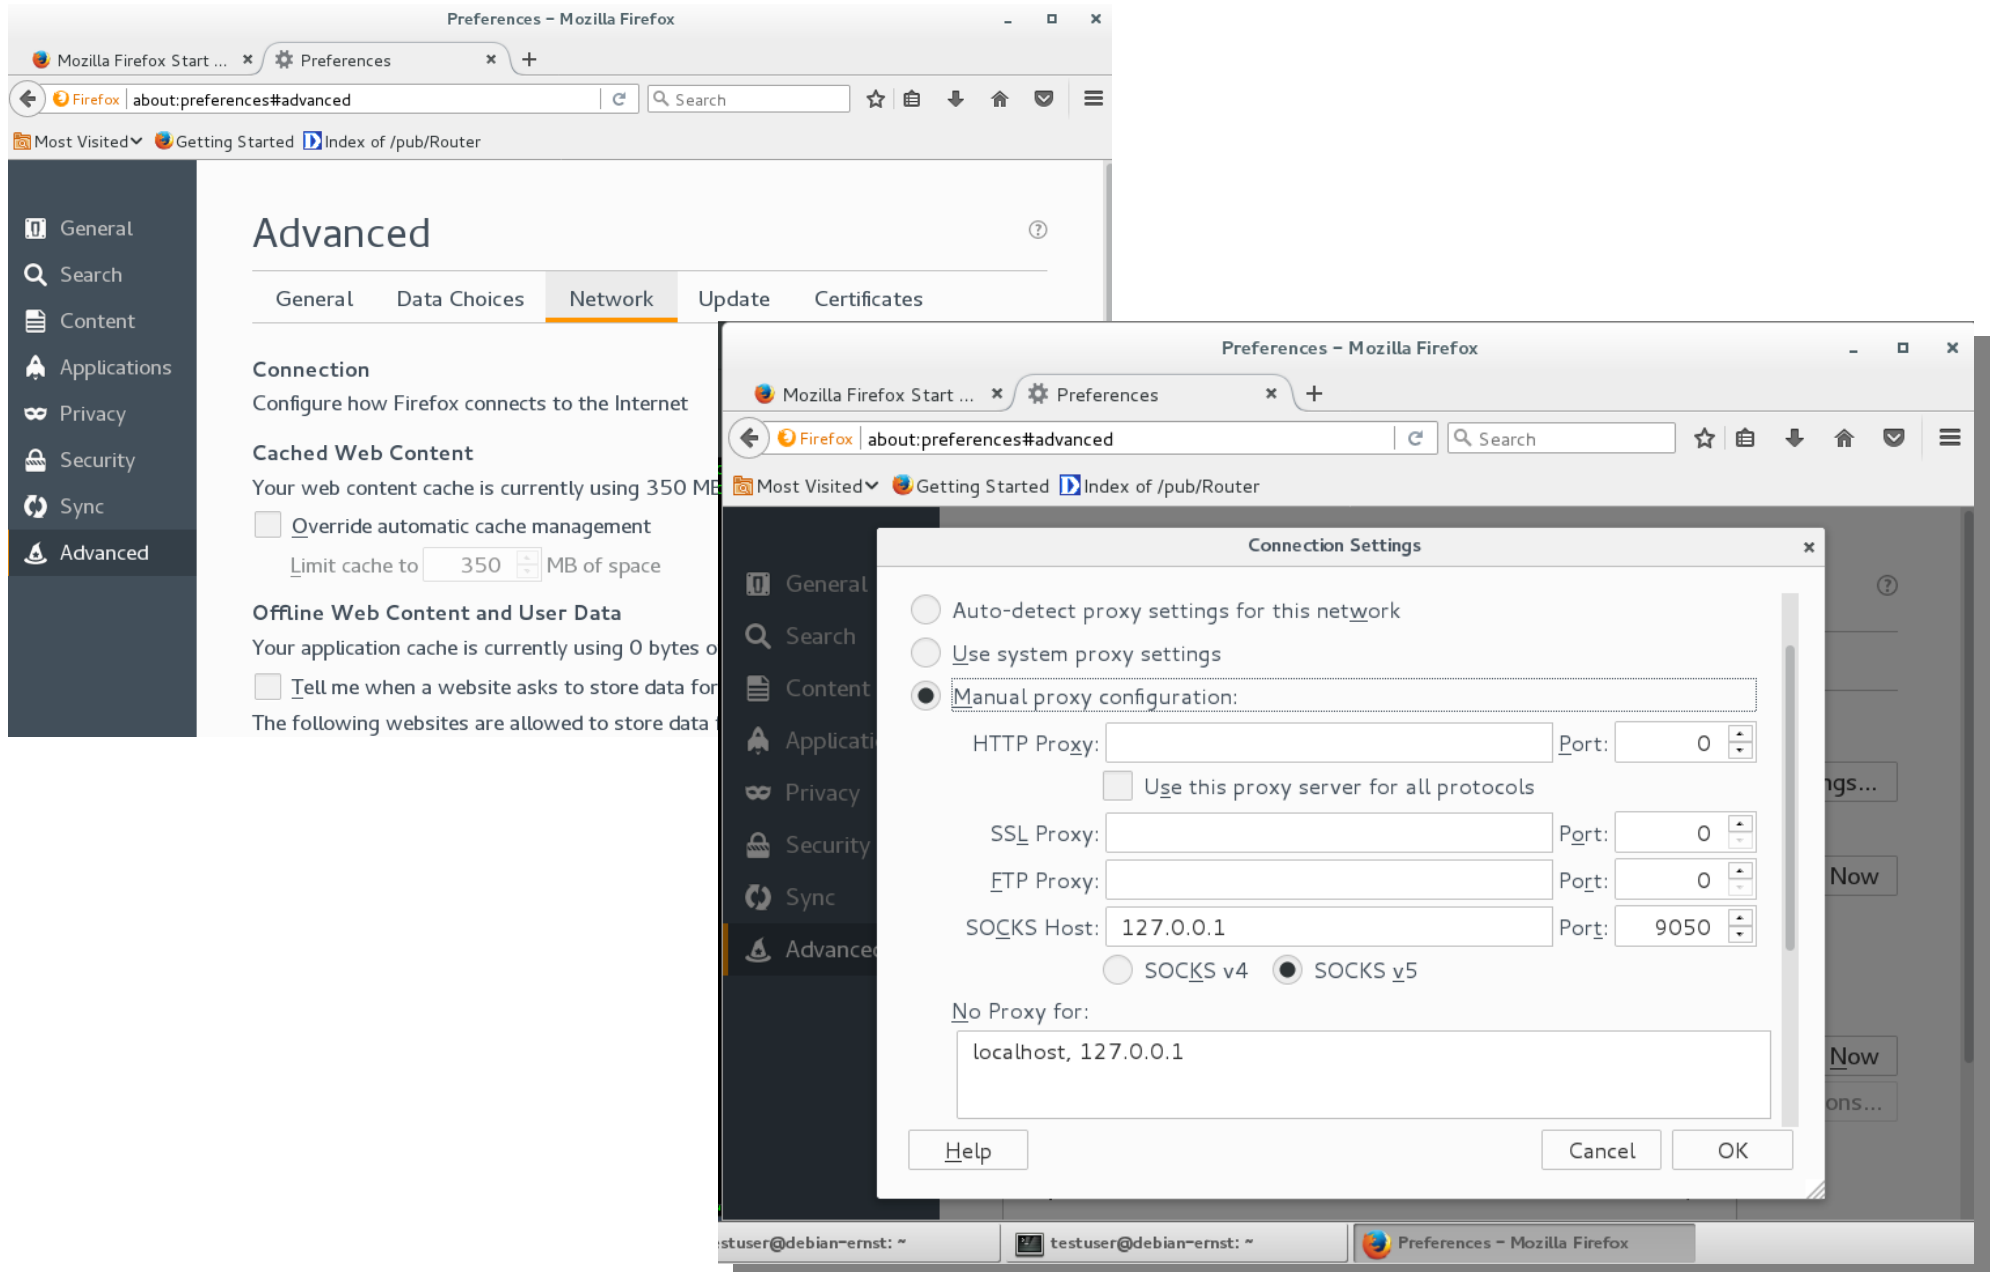 Preferences - Mozilla Firefox
Mozilla Firefox Start ...
Preferences
Firefox about:preferences#advanced
Search
Most Visited Getting Started Index of /pub/Router
General
Search
Content
Applications
Privacy
Security
Sync
Advanced
Advanced
General Data Choices Network Update Certificates
Connection
Configure how Firefox connects to the Internet
Cached Web Content
Your web content cache is currently using 350
Override automatic cache management
Limit cache to 350 MB of space
Offline Web Content and User Data
Your application cache is currently using 0 bytes
Tell me when a website asks to store data for
The following websites are allowed to store data
Preferences - Mozilla Firefox
Mozilla Firefox Start ...
Preferences
Firefox about:preferences#advanced
Search
Most Visited Getting Started Index of /pub/Router
General
Search
Content
Applicati
Privacy
Security
Sync
Advanced
Connection Settings
Auto-detect proxy settings for this network
Use system proxy settings
Manual proxy configuration:
HTTP Proxy: Port: 0
Use this proxy server for all protocols
SSL Proxy: Port: 0
FTP Proxy: Port: 0
SOCKS Host: 127.0.0.1 Port: 9050
SOCKS v4 SOCKS v5
No Proxy for:
localhost, 127.0.0.1
Help Cancel OK
ngs...
Now
Now
ons...
stuser@debian-ernst: ~
testuser@debian-ernst: ~
Preferences - Mozilla Firefox